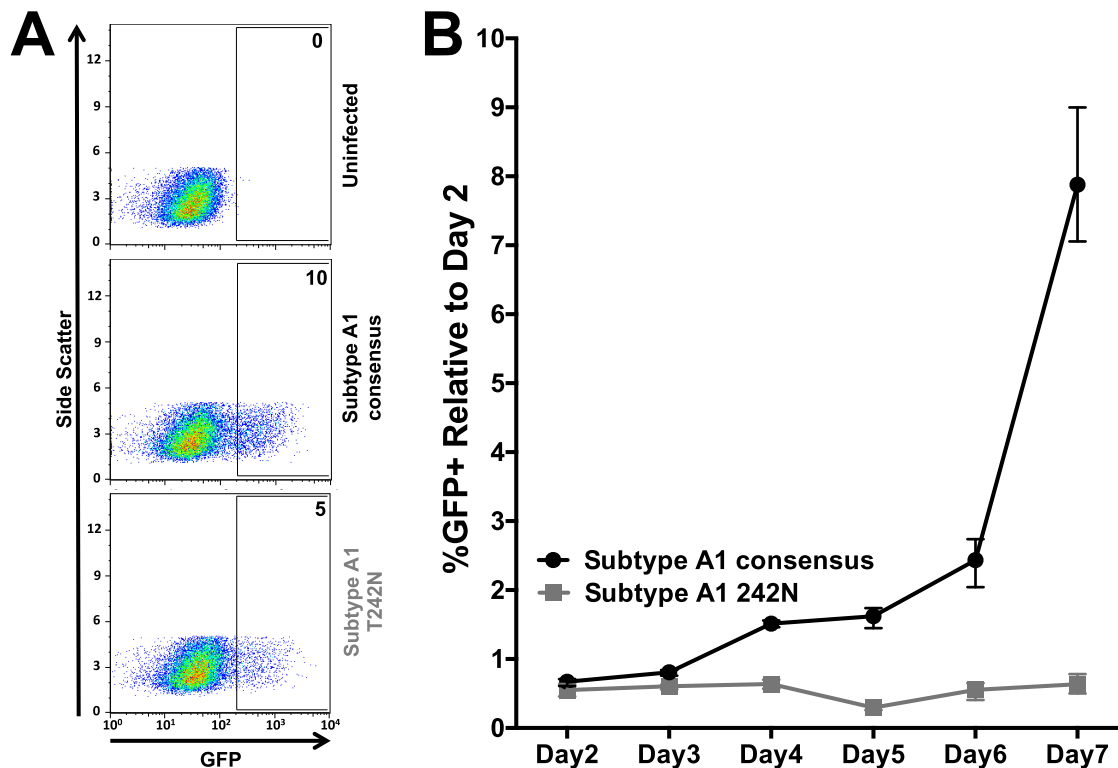 A
0
12
9
6
3
0
Uninfected
10
12
9
6
3
0
Subtype A1
consensus
5
12
9
6
3
0
Subtype A1
T242N
Side Scatter
10⁰ 10¹ 10² 10³ 10⁴
GFP
B
%GFP+ Relative to Day 2
10
9
8
7
6
5
4
3
2
1
0
Subtype A1 consensus
Subtype A1 242N
Day2 Day3 Day4 Day5 Day6 Day7